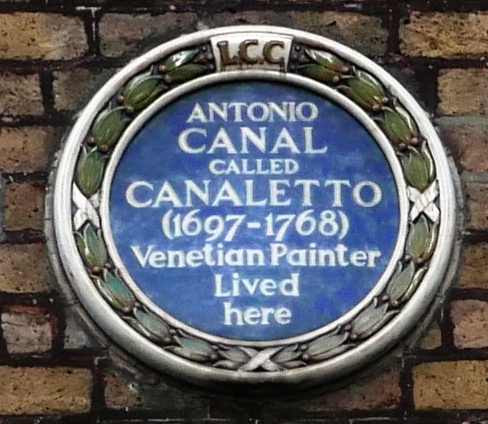 LCC
ANTONIO
CANAL
CALLED
CANALETTO
(1697-1768)
Venetian Painter
Lived
here